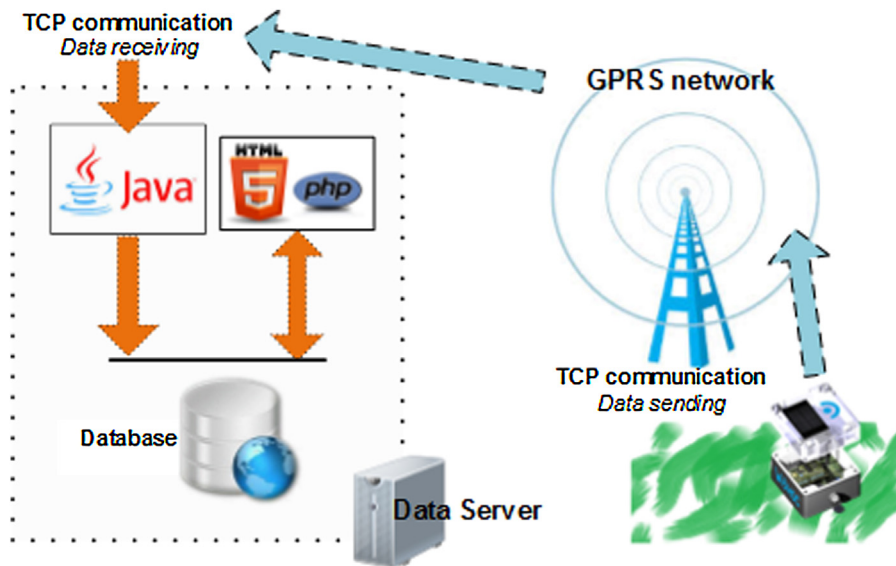 TCP communication
Data receiving
GPRS network
Java
HTML
5
php
TCP communication
Data sending
Database
Data Server